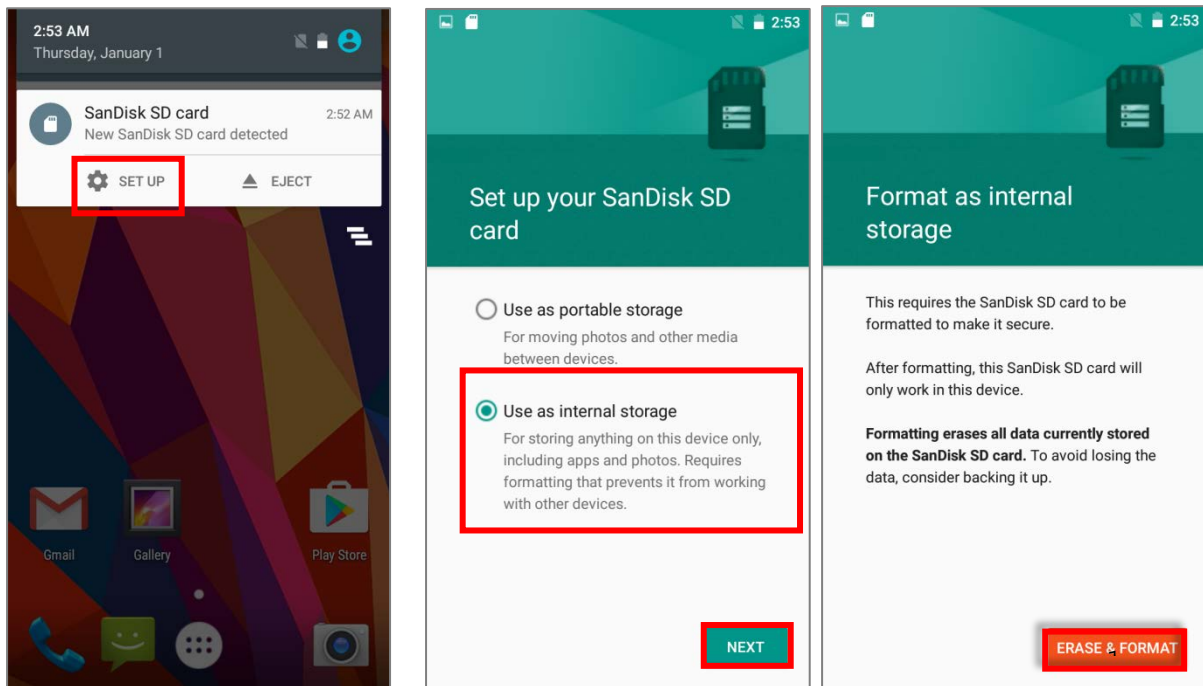 2:53 AM
Thursday, January 1
SanDisk SD card
2:52 AM
New SanDisk SD card detected
SET UP
EJECT
Gmail
Gallery
Play Store
2:53
Set up your SanDisk SD
card
Use as portable storage
For moving photos and other media
between devices.
Use as internal storage
For storing anything on this device only,
including apps and photos. Requires
formatting that prevents it from working
with other devices.
NEXT
2:53
Format as internal
storage
This requires the SanDisk SD card to be
formatted to make it secure.
After formatting, this SanDisk SD card will
only work in this device.
Formatting erases all data currently stored
on the SanDisk SD card. To avoid losing the
data, consider backing it up.
ERASE & FORMAT